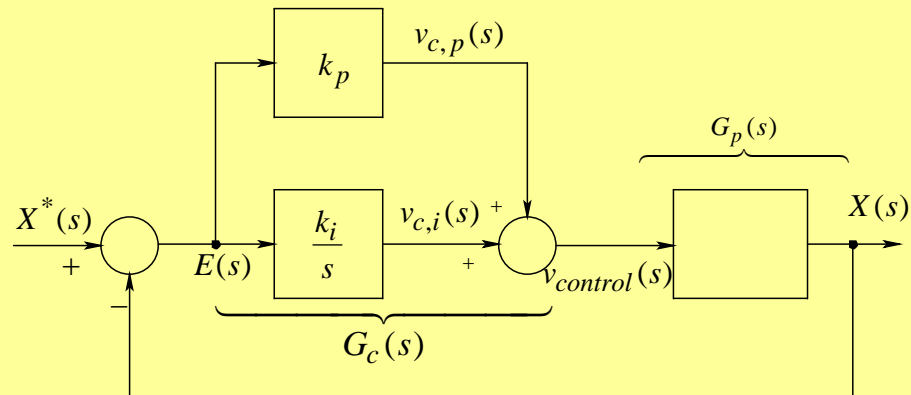 v_{c,p}(s)
k_p
G_p(s)
X^*(s)
+
−
E(s)
k_i
s
v_{c,i}(s)
+
+
v_{control}(s)
X(s)
G_c(s)